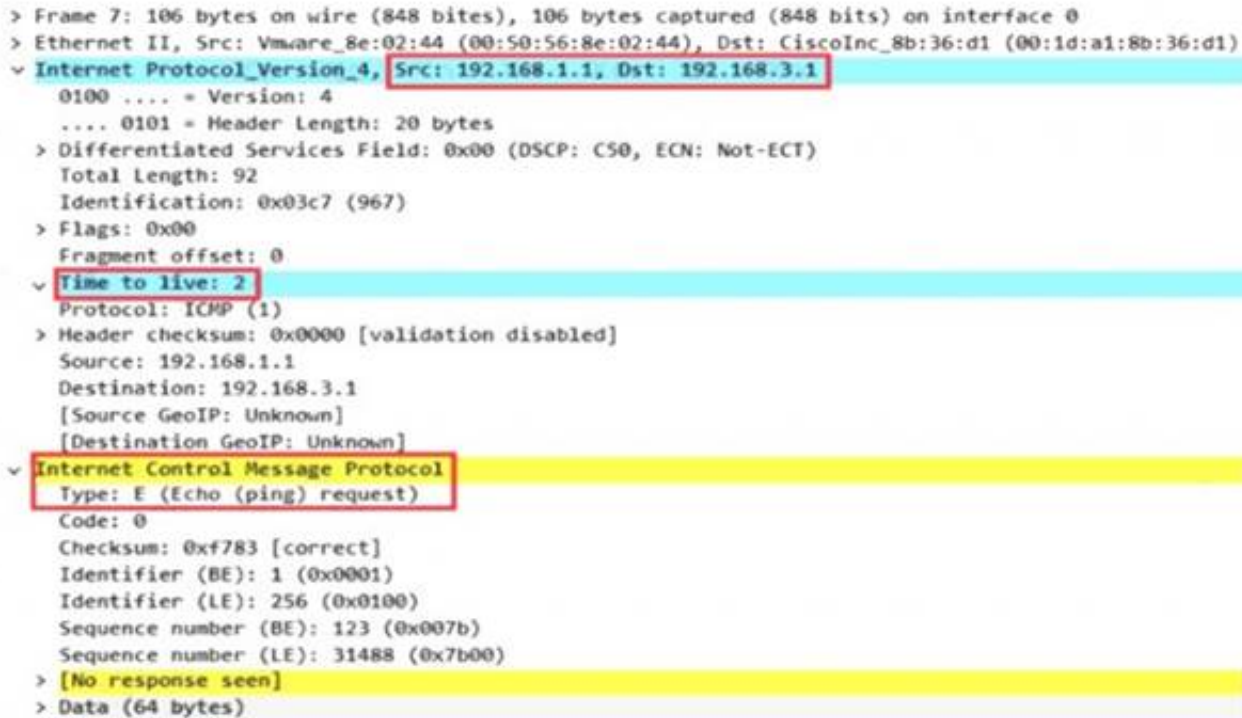 > Frame 7: 106 bytes on wire (848 bites), 106 bytes captured (848 bits) on interface 0
> Ethernet II, Src: Vmware_8e:02:44 (00:50:56:8e:02:44), Dst: CiscoInc_8b:36:d1 (00:1d:a1:8b:36:d1)
v Internet Protocol_Version_4, Src: 192.168.1.1, Dst: 192.168.3.1
0100 .... = Version: 4
.... 0101 = Header Length: 20 bytes
> Differentiated Services Field: 0x00 (DSCP: CS0, ECN: Not-ECT)
Total Length: 92
Identification: 0x03c7 (967)
> Flags: 0x00
Fragment offset: 0
v Time to live: 2
Protocol: ICMP (1)
> Header checksum: 0x0000 [validation disabled]
Source: 192.168.1.1
Destination: 192.168.3.1
[Source GeoIP: Unknown]
[Destination GeoIP: Unknown]
v Internet Control Message Protocol
Type: E (Echo (ping) request)
Code: 0
Checksum: 0xf783 [correct]
Identifier (BE): 1 (0x0001)
Identifier (LE): 256 (0x0100)
Sequence number (BE): 123 (0x007b)
Sequence number (LE): 31488 (0x7b00)
> [No response seen]
> Data (64 bytes)